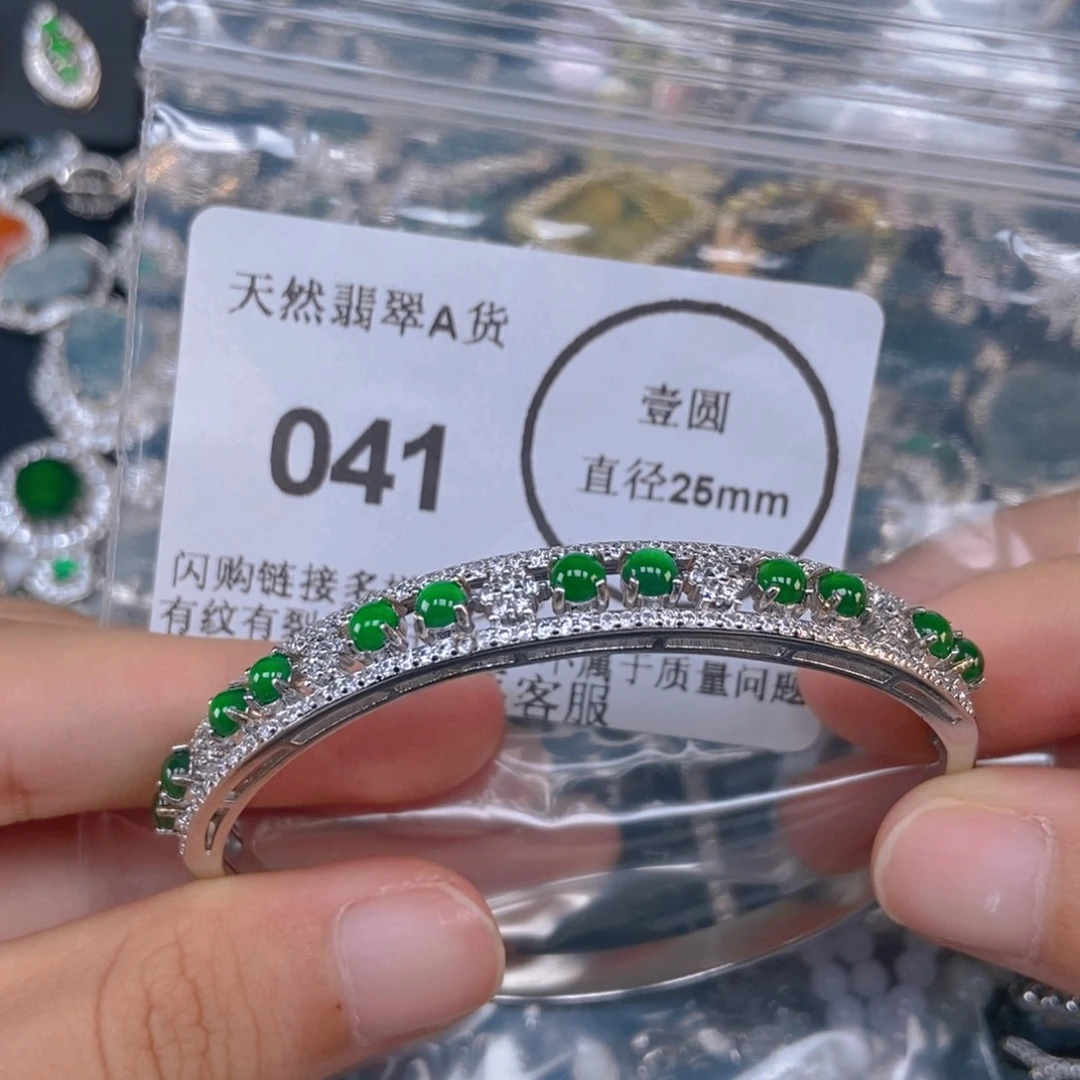 天然翡翠A货
041
壹圆
直径25mm
闪购链接多
有纹有裂
不属于质量问题
客服